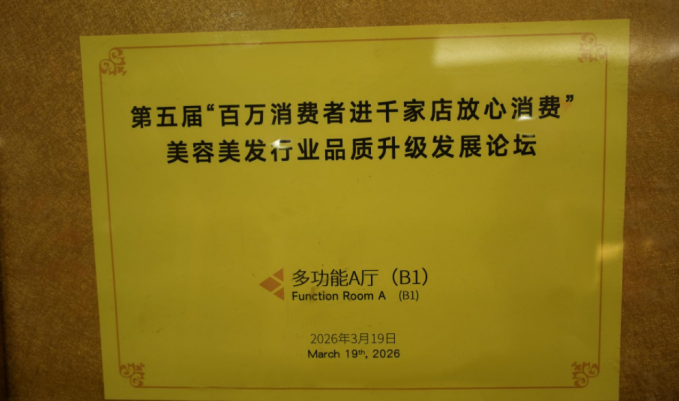 第五届“百万消费者进千家店放心消费”
美容美发行业品质升级发展论坛
多功能A厅（B1）
Function Room A （B1）
2026年3月19日
March 19th, 2026